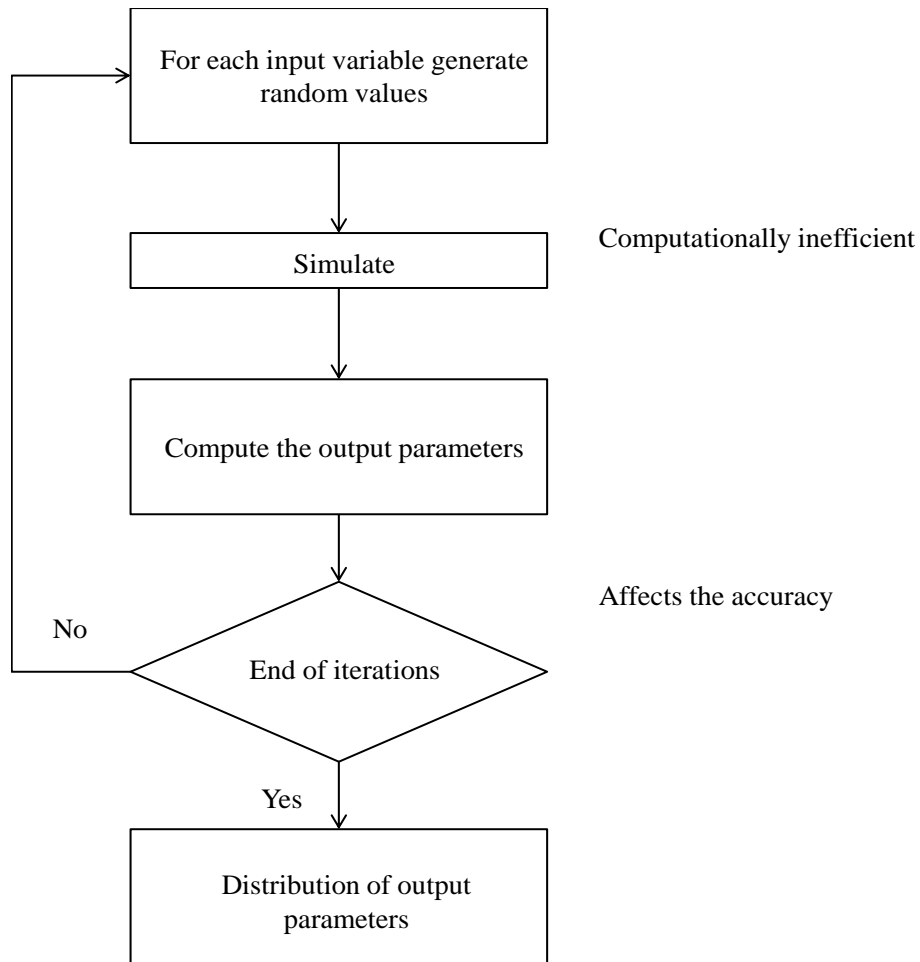 For each input variable generate
random values
Computationally inefficient
Simulate
Compute the output parameters
Affects the accuracy
No
End of iterations
Yes
Distribution of output
parameters